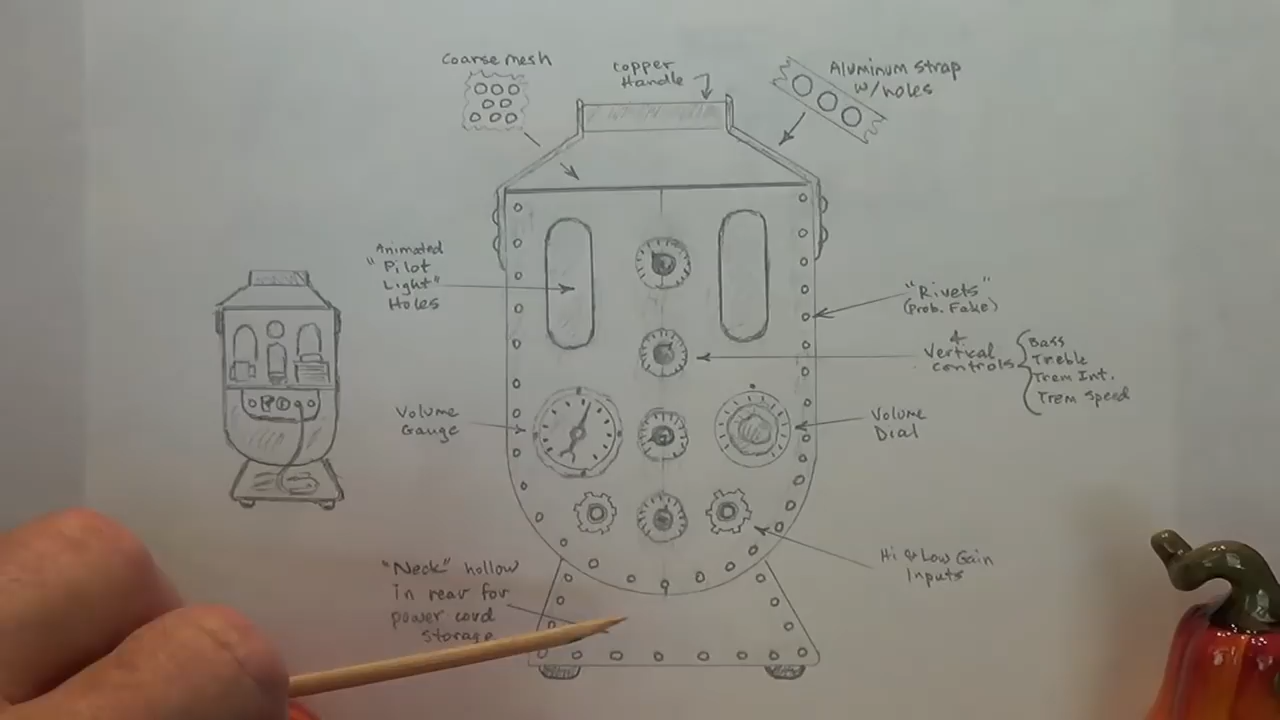 Coarse mesh
Copper
Handle
Aluminum strap
w/holes
Animated
"Pilot
Light"
Holes
"Rivets"
(Prob. Fake)
4
Vertical
Controls
Bass
Treble
Trem Int.
Trem Speed
Volume
Gauge
Volume
Dial
Hi & Low Gain
Inputs
"Neck" hollow
in rear for
power cord
storage